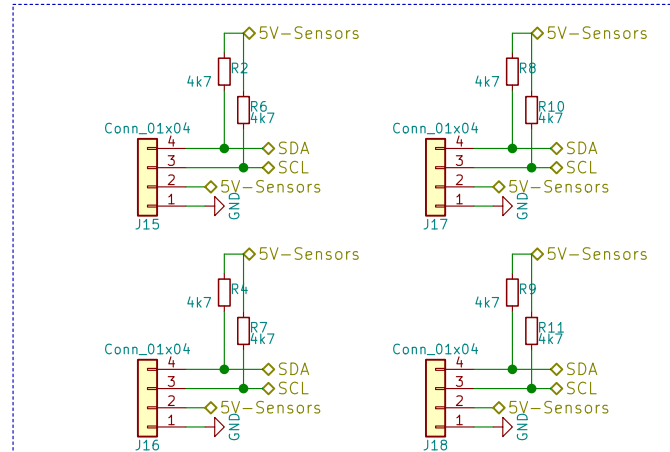 5V-Sensors
R2
4k7
R6
4k7
Conn_01x04
4
SDA
3
SCL
2
5V-Sensors
1
GND
J15
5V-Sensors
R8
4k7
R10
4k7
Conn_01x04
4
SDA
3
SCL
2
5V-Sensors
1
GND
J17
5V-Sensors
R4
4k7
R7
4k7
Conn_01x04
4
SDA
3
SCL
2
5V-Sensors
1
GND
J16
5V-Sensors
R9
4k7
R11
4k7
Conn_01x04
4
SDA
3
SCL
2
5V-Sensors
1
GND
J18